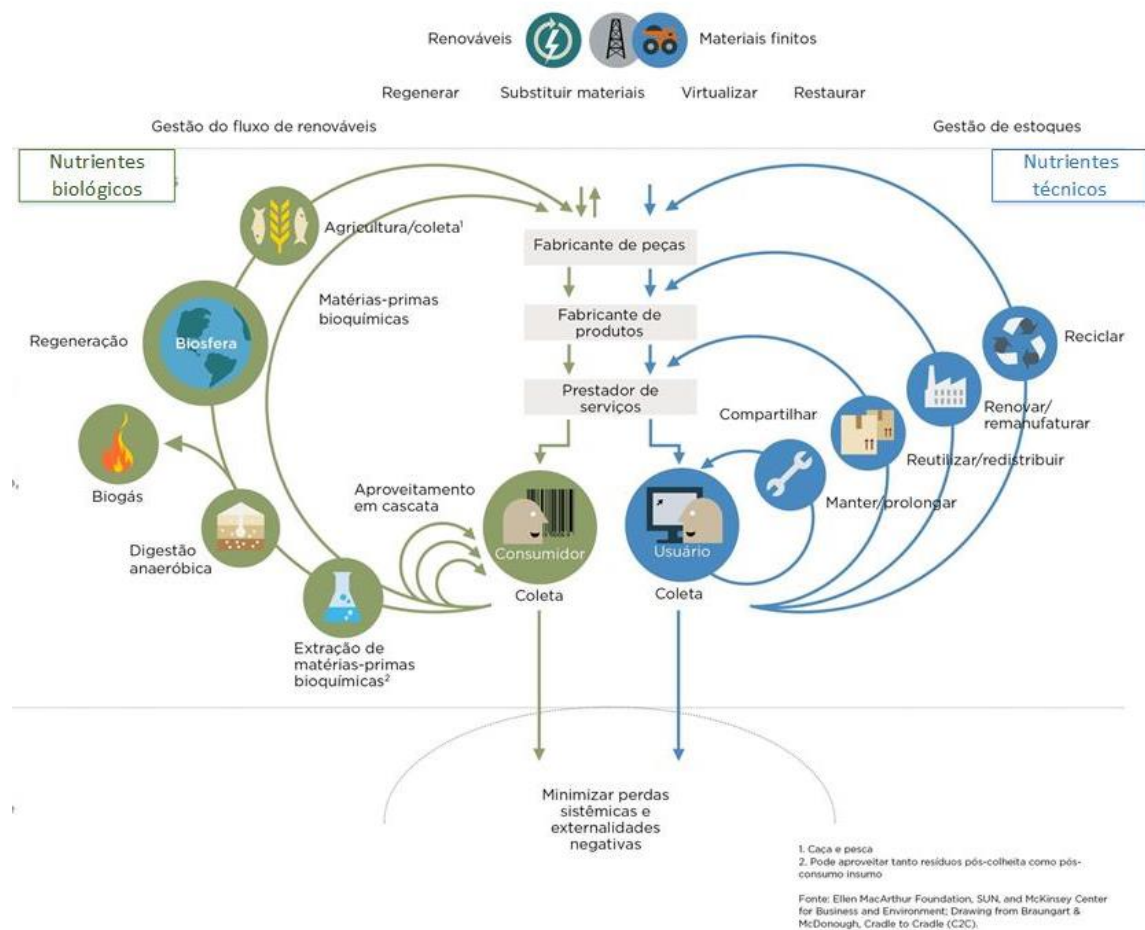 Renováveis
Materiais finitos
Regenerar
Substituir materiais
Virtualizar
Restaurar
Gestão do fluxo de renováveis
Gestão de estoques
Nutrientes
biológicos
Nutrientes
técnicos
Agricultura/coleta¹
Fabricante de peças
Matérias-primas
bioquímicas
Regeneração
Biosfera
Fabricante de
produtos
Reciclar
Prestador de
serviços
Compartilhar
Renovar/
remanufaturar
Reutilizar/redistribuir
Biogás
Aproveitamento
em cascata
Manter/prolongar
Digestão
anaeróbica
Consumidor
Usuário
Coleta
Coleta
Extração de
matérias-primas
bioquímicas²
Minimizar perdas
sistêmicas e
externalidades
negativas
1. Caça e pesca
2. Pode aproveitar tanto resíduos pós-colheita como pós-
consumo insumo
Fonte: Ellen MacArthur Foundation, SUN, and McKinsey Center
for Business and Environment; Drawing from Braungart &
McDonough, Cradle to Cradle (C2C).